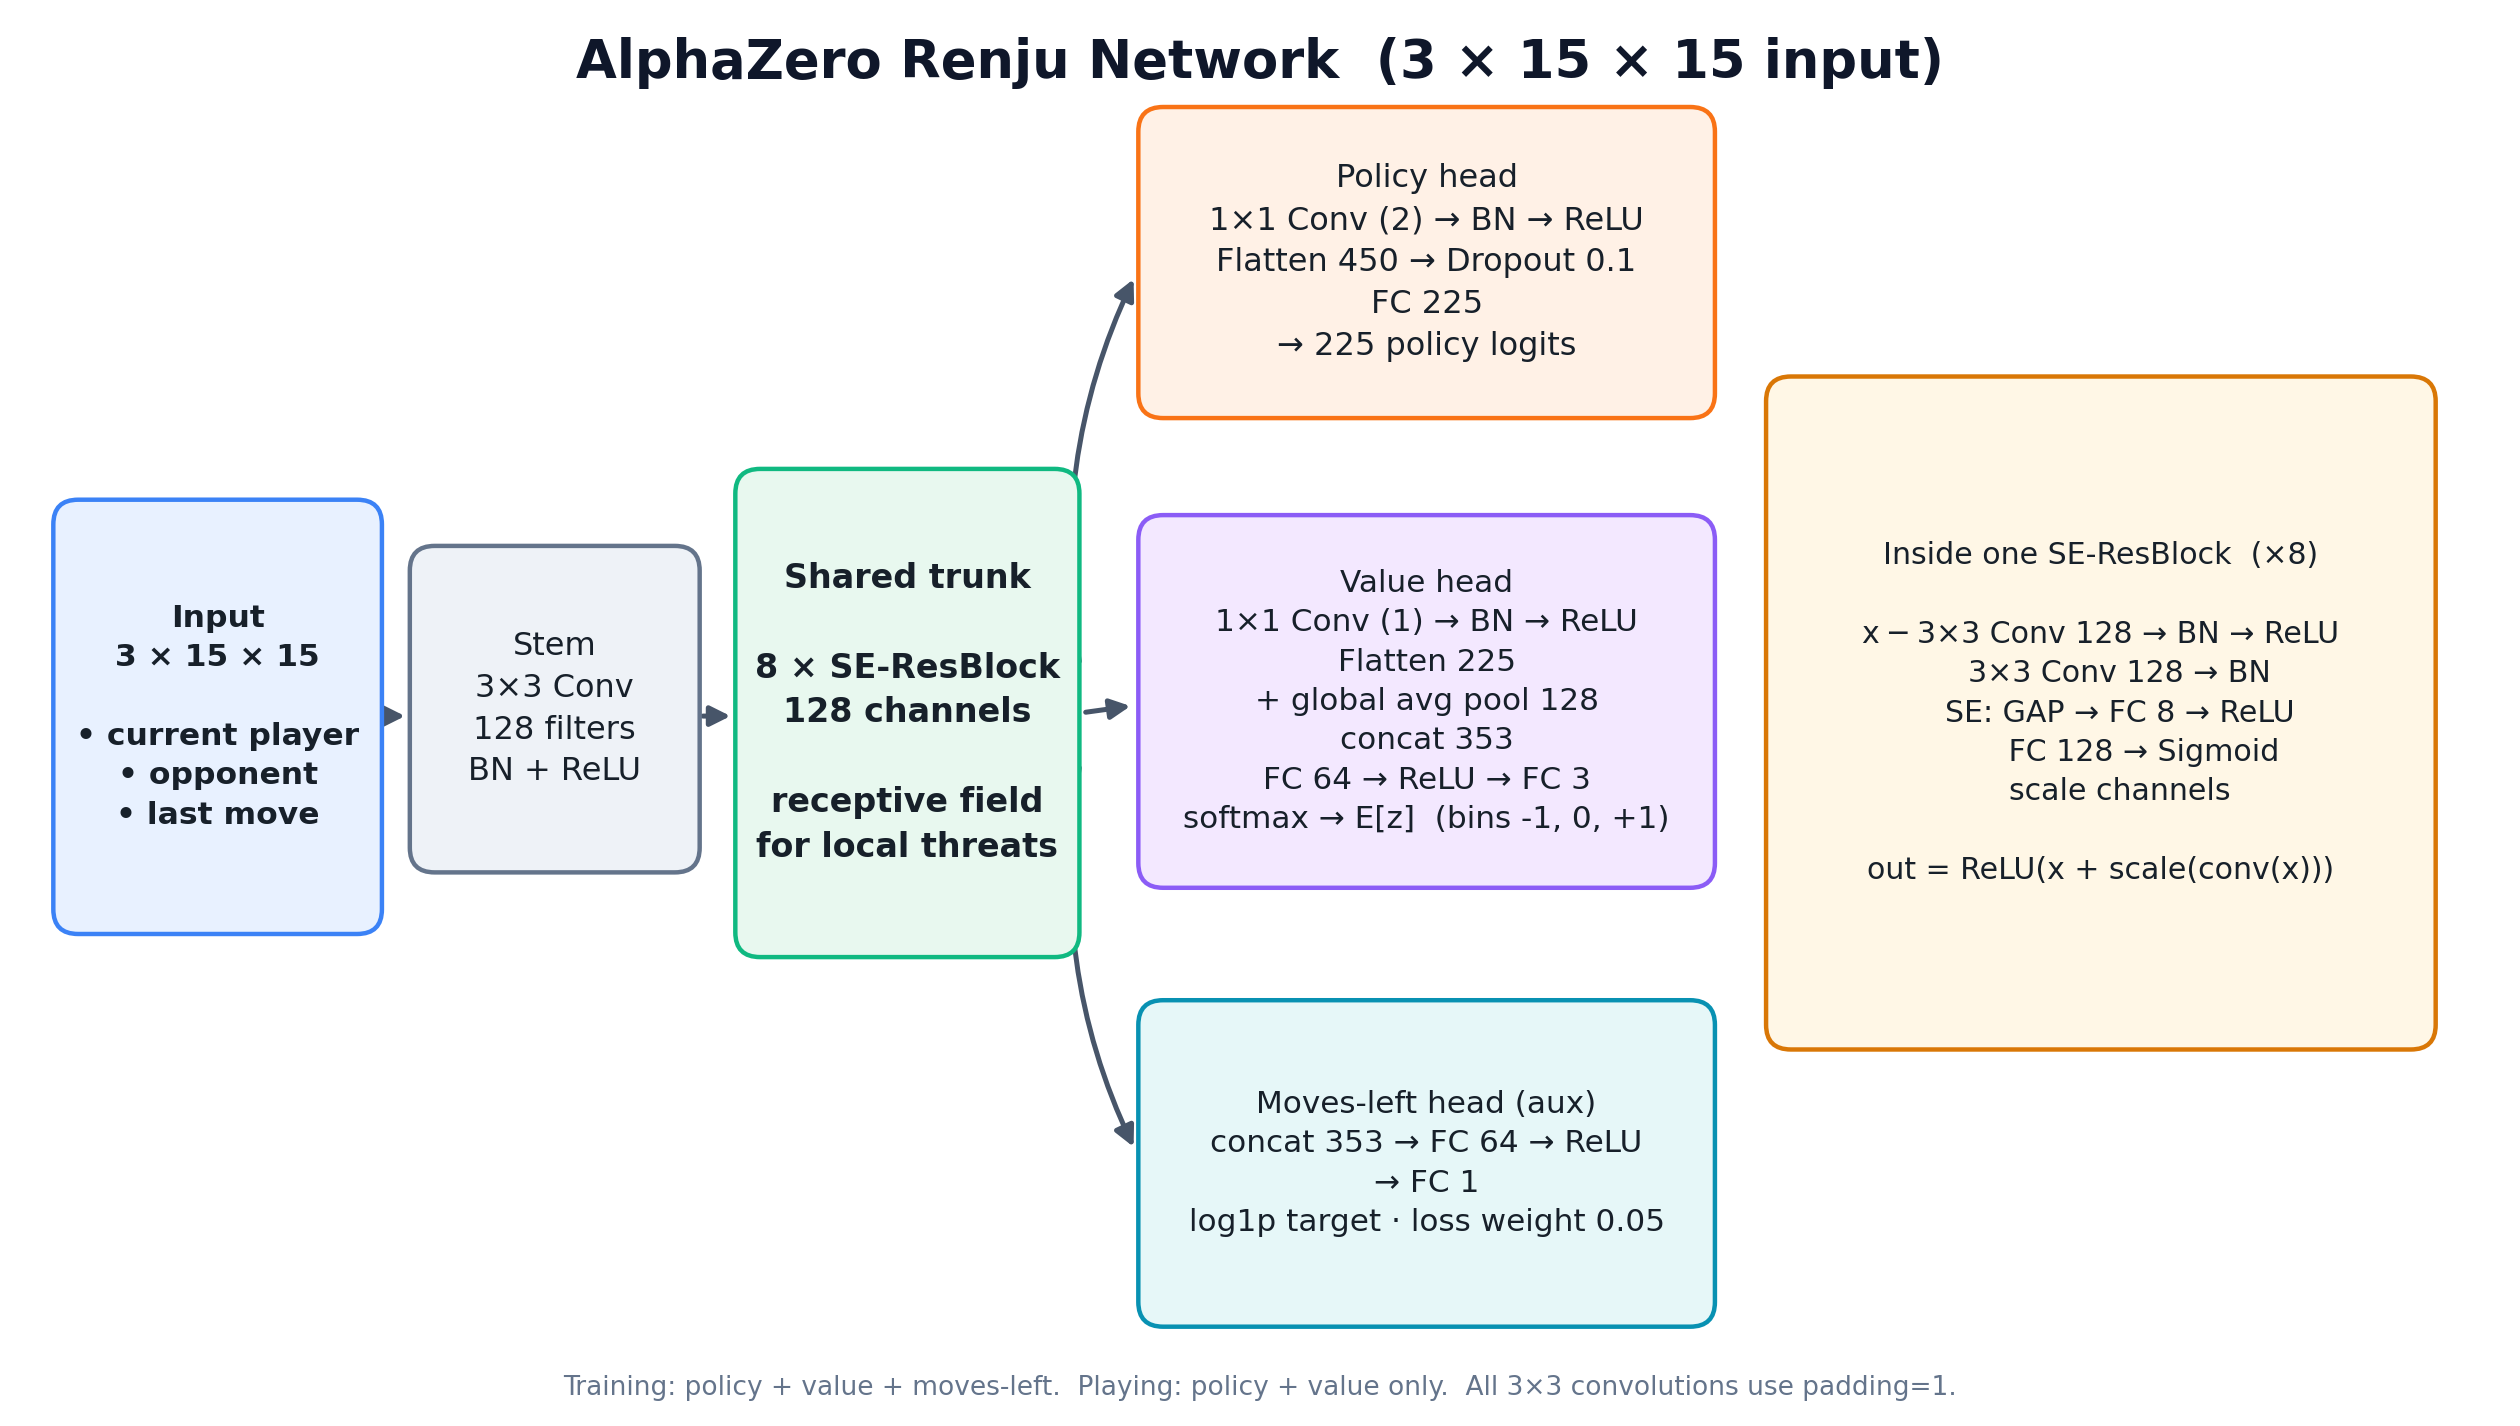 AlphaZero Renju Network (3 × 15 × 15 input)
Input
3 × 15 × 15
• current player
• opponent
• last move
Stem
3×3 Conv
128 filters
BN + ReLU
Shared trunk
8 × SE-ResBlock
128 channels
receptive field
for local threats
Policy head
1×1 Conv (2) → BN → ReLU
Flatten 450 → Dropout 0.1
FC 225
→ 225 policy logits
Value head
1×1 Conv (1) → BN → ReLU
Flatten 225
+ global avg pool 128
concat 353
FC 64 → ReLU → FC 3
softmax → E[z] (bins -1, 0, +1)
Moves-left head (aux)
concat 353 → FC 64 → ReLU
→ FC 1
log1p target · loss weight 0.05
Inside one SE-ResBlock (×8)
x − 3×3 Conv 128 → BN → ReLU
3×3 Conv 128 → BN
SE: GAP → FC 8 → ReLU
FC 128 → Sigmoid
scale channels
out = ReLU(x + scale(conv(x)))
Training: policy + value + moves-left. Playing: policy + value only. All 3×3 convolutions use padding=1.